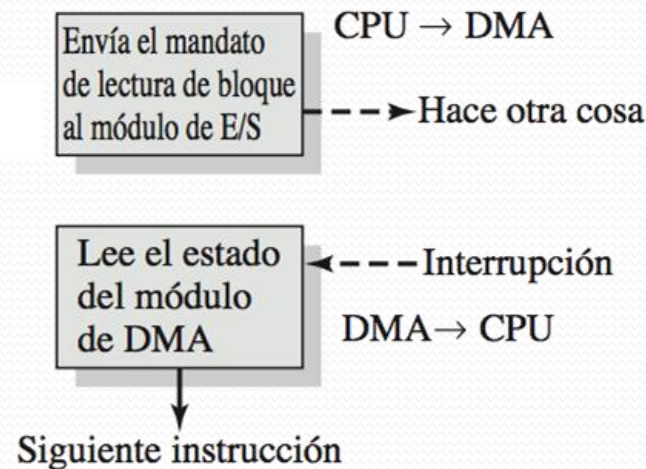 Envía el mandato
de lectura de bloque
al módulo de E/S
CPU → DMA
Hace otra cosa
Lee el estado
del módulo
de DMA
Interrupción
DMA → CPU
Siguiente instrucción